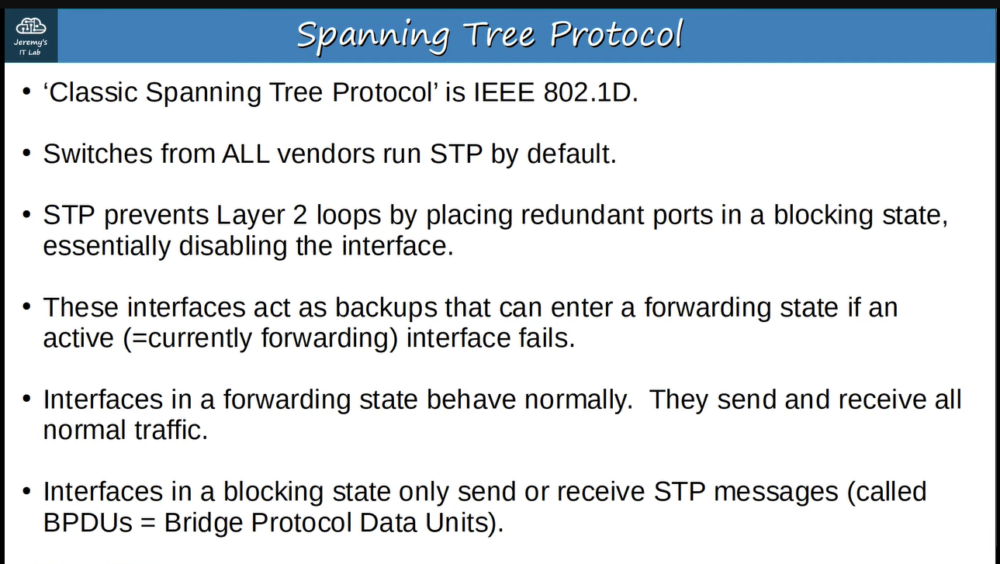 Jeremy's
IT Lab
Spanning Tree Protocol
• ‘Classic Spanning Tree Protocol’ is IEEE 802.1D.
• Switches from ALL vendors run STP by default.
• STP prevents Layer 2 loops by placing redundant ports in a blocking state,
essentially disabling the interface.
• These interfaces act as backups that can enter a forwarding state if an
active (=currently forwarding) interface fails.
• Interfaces in a forwarding state behave normally.  They send and receive all
normal traffic.
• Interfaces in a blocking state only send or receive STP messages (called
BPDUs = Bridge Protocol Data Units).